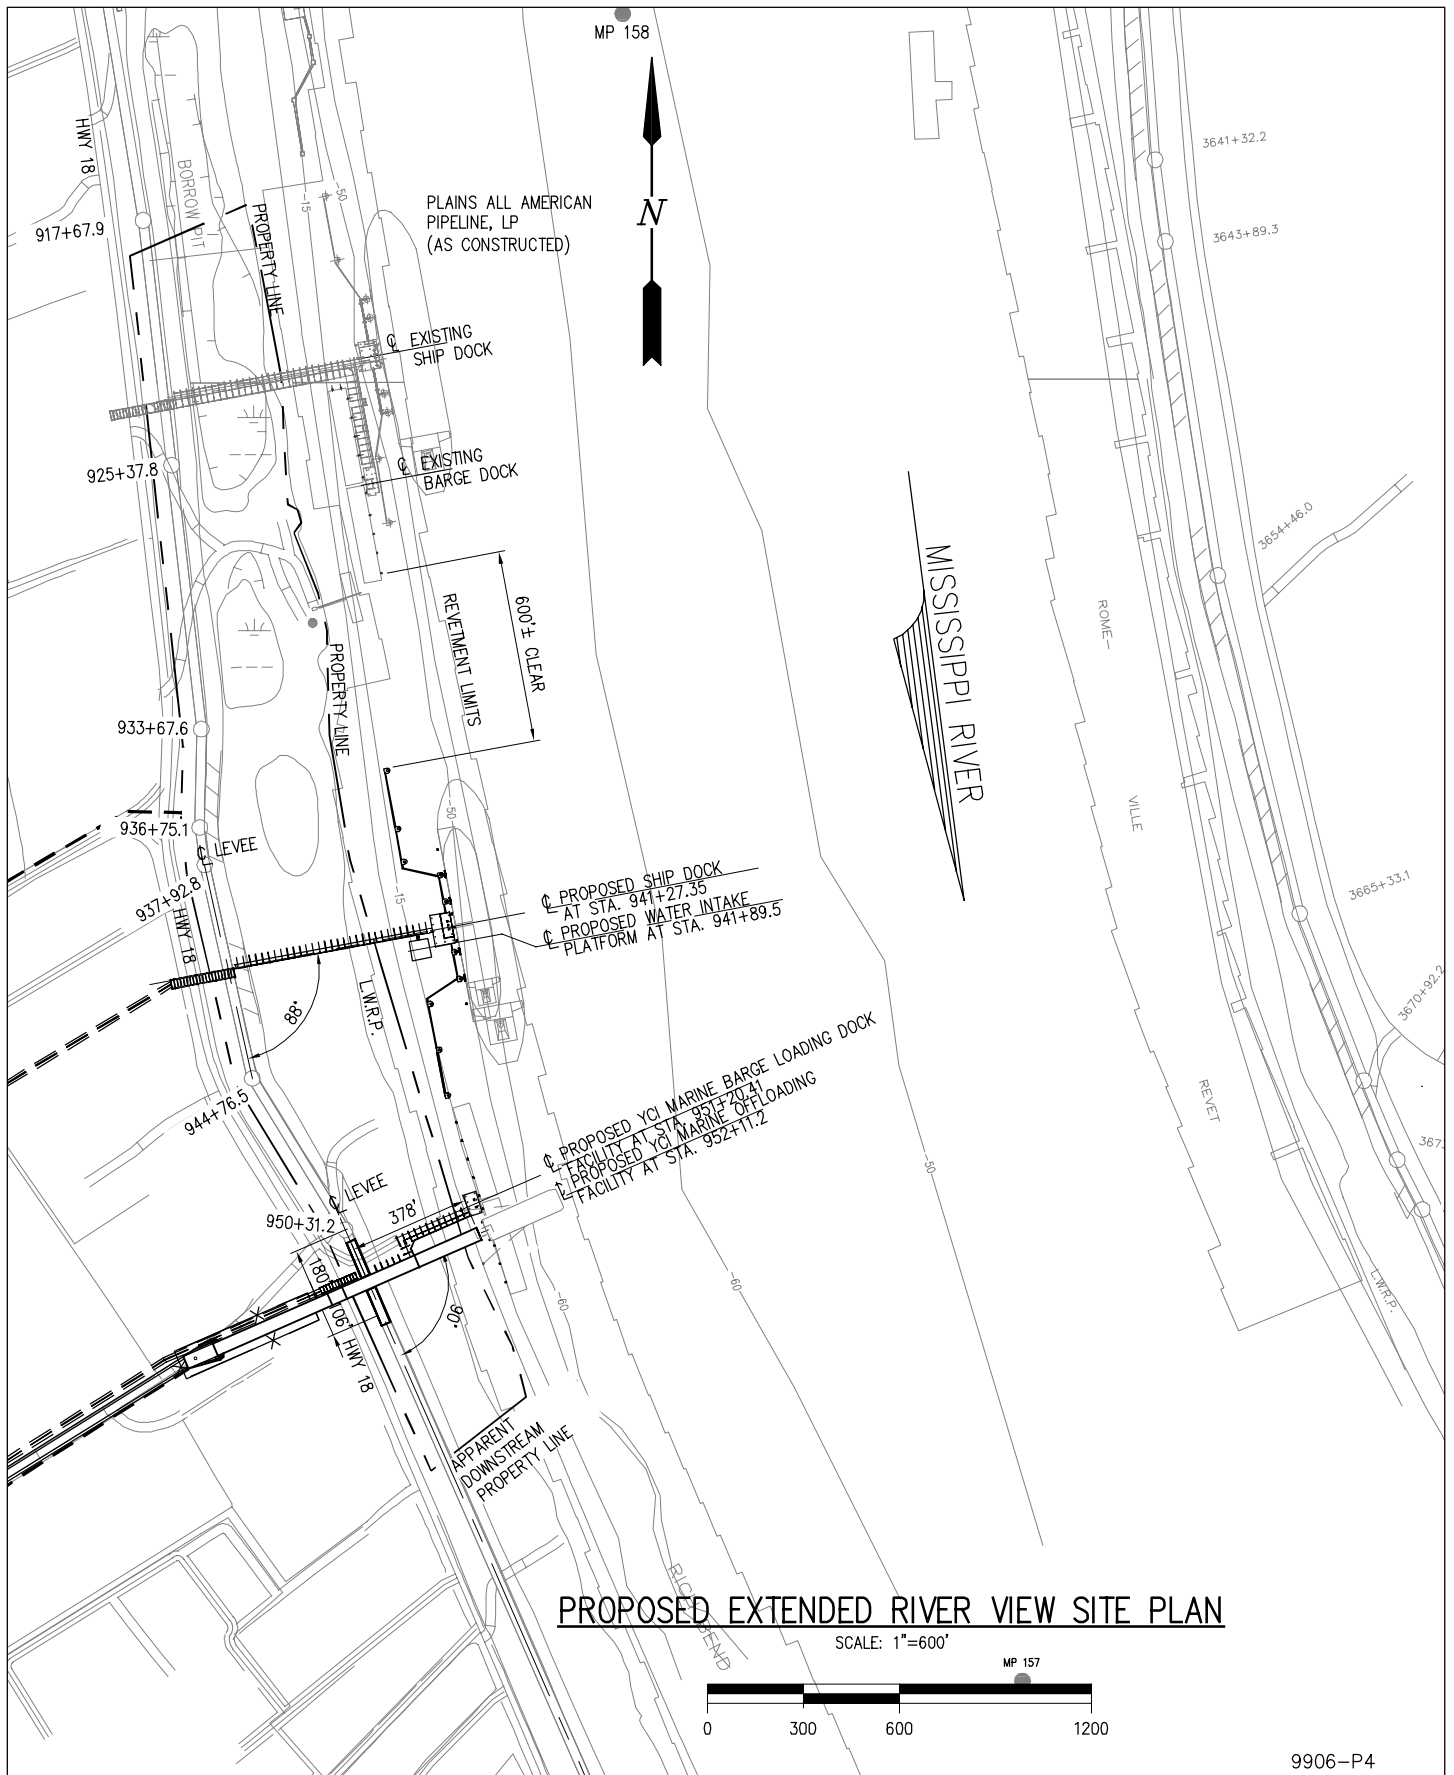 MP 158
HWY 18
BORROW PIT
-15
-50
3641+32.2
917+67.9
PROPERTY LINE
PLAINS ALL AMERICAN
PIPELINE, LP
(AS CONSTRUCTED)
N
3643+89.3
℄ EXISTING
SHIP DOCK
925+37.8
℄ EXISTING
BARGE DOCK
3654+46.0
MISSISSIPPI RIVER
REVETMENT LIMITS
600'± CLEAR
ROME-
PROPERTY LINE
933+67.6
VILLE
936+75.1
℄ LEVEE
-50
937+92.8
HWY 18
-15
℄ PROPOSED SHIP DOCK
AT STA. 941+27.35
℄ PROPOSED WATER INTAKE
PLATFORM AT STA. 941+89.5
3665+33.1
L.W.R.P.
88°
3670+92.2
944+76.5
℄ PROPOSED YCI MARINE BARGE LOADING DOCK
FACILITY AT STA. 951+20.41
℄ PROPOSED YCI MARINE OFFLOADING
FACILITY AT STA. 952+11.2
REVET
-50
℄ LEVEE
950+31.2
378'
180'
-60
-60
L.W.R.P.
90°
HWY 18
APPARENT
DOWNSTREAM
PROPERTY LINE
PROPOSED EXTENDED RIVER VIEW SITE PLAN
SCALE: 1"=600'
MP 157
0 300 600 1200
9906-P4